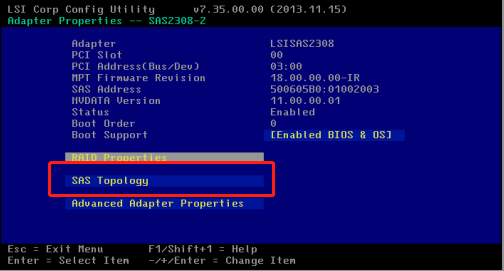 LSI Corp Config Utility v7.35.00.00 (2013.11.15)
Adapter Properties -- SAS2308-2
Adapter LSISAS2308
PCI Slot 00
PCI Address(Bus/Dev) 03:00
MPT Firmware Revision 18.00.00.00-IR
SAS Address 500605B0:01002003
NVDATA Version 11.00.00.01
Status Enabled
Boot Order 0
Boot Support [Enabled BIOS & OS]
RAID Properties
SAS Topology
Advanced Adapter Properties
Esc = Exit Menu F1/Shift+1 = Help
Enter = Select Item -/+/Enter = Change Item